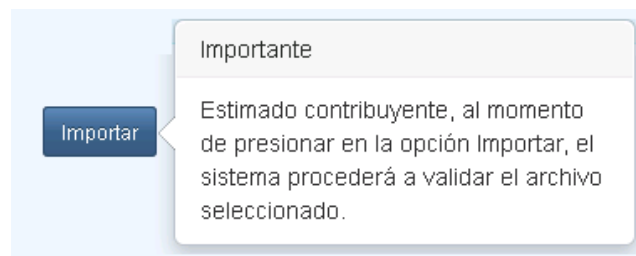 Importante
Importar
Estimado contribuyente, al momento
de presionar en la opción Importar, el
sistema procederá a validar el archivo
seleccionado.